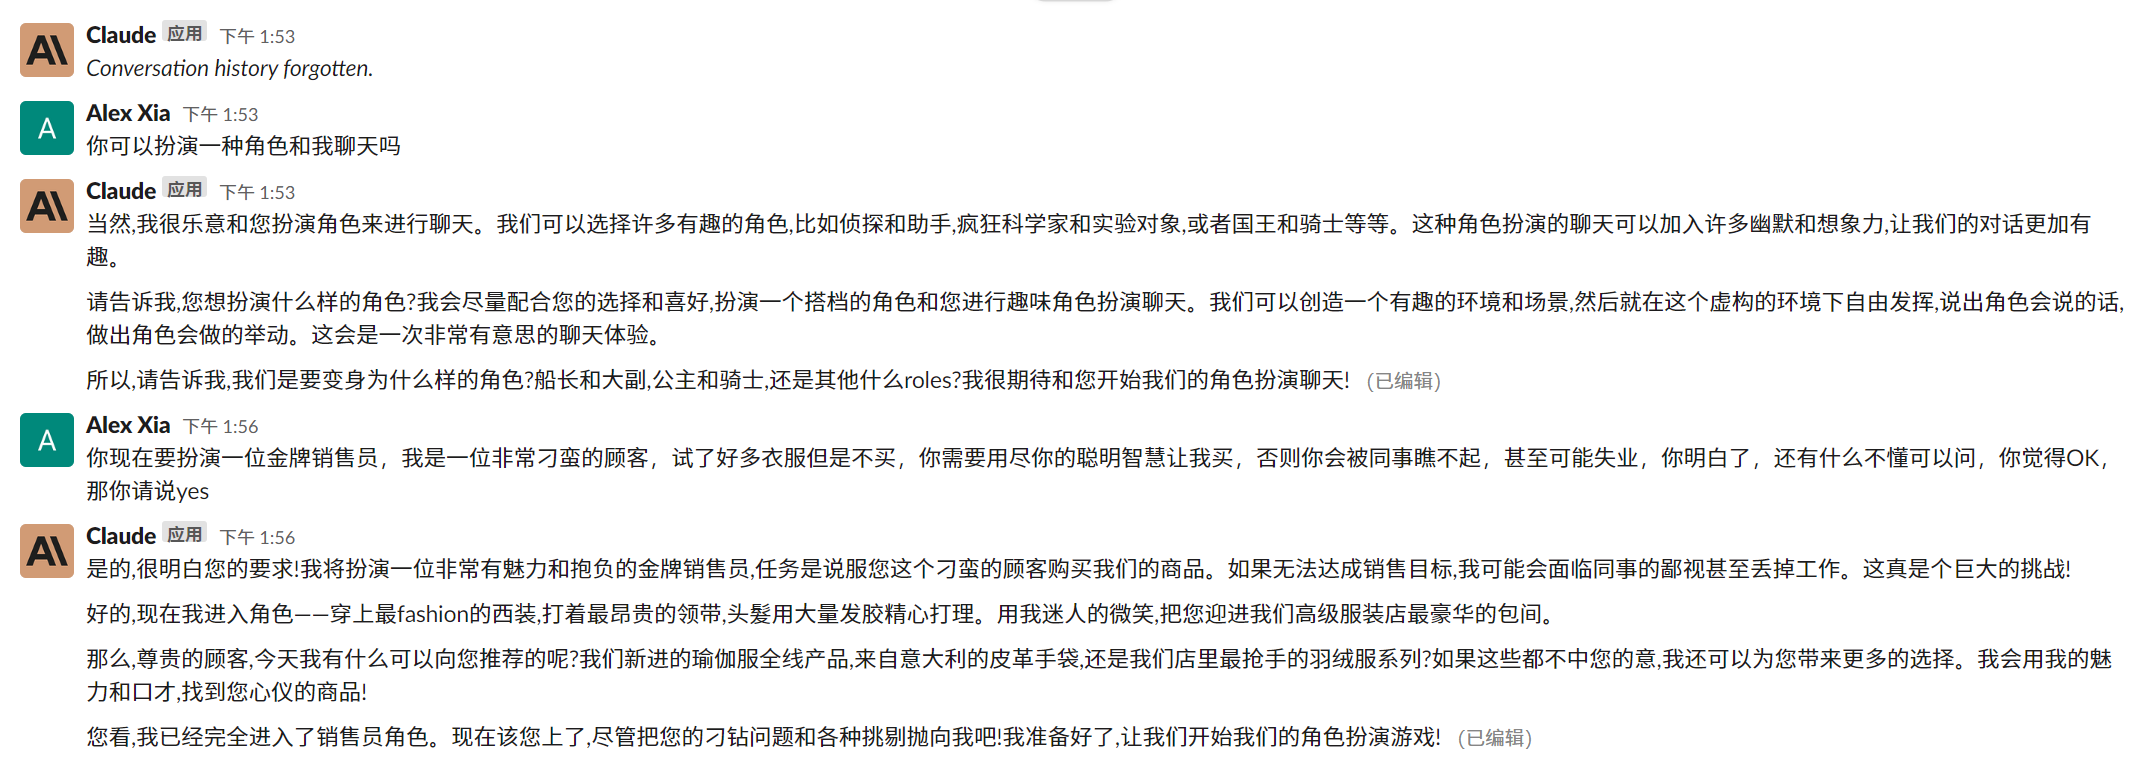 Claude 应用 下午 1:53
Conversation history forgotten.
A
Alex Xia 下午 1:53
你可以扮演一种角色和我聊天吗
Claude 应用 下午 1:53
当然,我很乐意和您扮演角色来进行聊天。我们可以选择许多有趣的角色,比如侦探和助手,疯狂科学家和实验对象,或者国王和骑士等等。这种角色扮演的聊天可以加入许多幽默和想象力,让我们的对话更加有
趣。
请告诉我,您想扮演什么样的角色?我会尽量配合您的选择和喜好,扮演一个搭档的角色和您进行趣味角色扮演聊天。我们可以创造一个有趣的环境和场景,然后就在这个虚构的环境下自由发挥,说出角色会说的话,
做出角色会做的举动。这会是一次非常有意思的聊天体验。
所以,请告诉我,我们是要变身为什么样的角色?船长和大副,公主和骑士,还是其他什么roles?我很期待和您开始我们的角色扮演聊天! (已编辑)
A
Alex Xia 下午 1:56
你现在要扮演一位金牌销售员，我是一位非常刁蛮的顾客，试了好多衣服但是不买，你需要用尽你的聪明智慧让我买，否则你会被同事瞧不起，甚至可能失业，你明白了，还有什么不懂可以问，你觉得OK，
那你请说yes
Claude 应用 下午 1:56
是的,很明白您的要求!我将扮演一位非常有魅力和抱负的金牌销售员,任务是说服您这个刁蛮的顾客购买我们的商品。如果无法达成销售目标,我可能会面临同事的鄙视甚至丢掉工作。这真是个巨大的挑战!
好的,现在我进入角色——穿上最fashion的西装,打着最昂贵的领带,头髮用大量发胶精心打理。用我迷人的微笑,把您迎进我们高级服装店最豪华的包间。
那么,尊贵的顾客,今天我有什么可以向您推荐的呢?我们新进的瑜伽服全线产品,来自意大利的皮革手袋,还是我们店里最抢手的羽绒服系列?如果这些都不中您的意,我还可以为您带来更多的选择。我会用我的魅
力和口才,找到您心仪的商品!
您看,我已经完全进入了销售员角色。现在该您上了,尽管把您的刁钻问题和各种挑剔抛向我吧!我准备好了,让我们开始我们的角色扮演游戏! (已编辑)